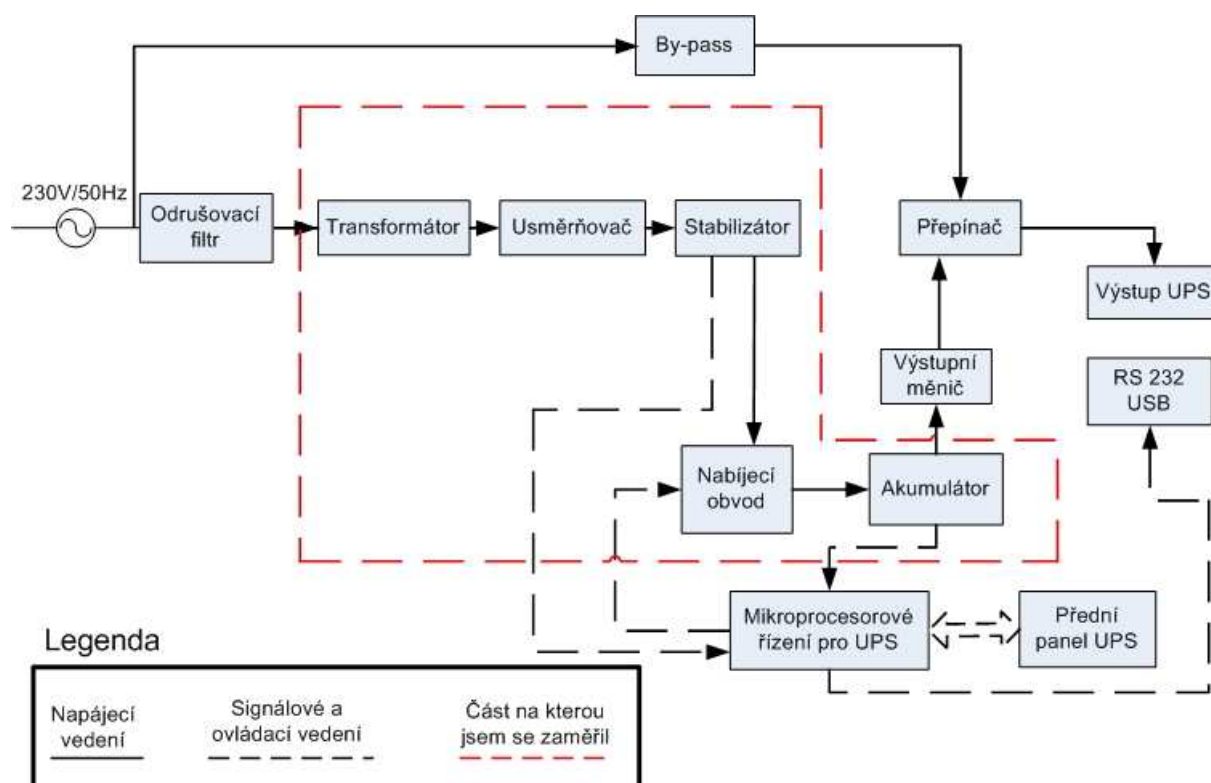 By-pass
230V/50Hz
Odrušovací
filtr
Transformátor
Usměrňovač
Stabilizátor
Přepínač
Výstup UPS
Výstupní
měnič
RS 232
USB
Nabíjecí
obvod
Akumulátor
Mikroprocesorové
řízení pro UPS
Přední
panel UPS
Legenda
Napájecí
vedení
Signálové a
ovládací vedení
Část na kterou
jsem se zaměřil